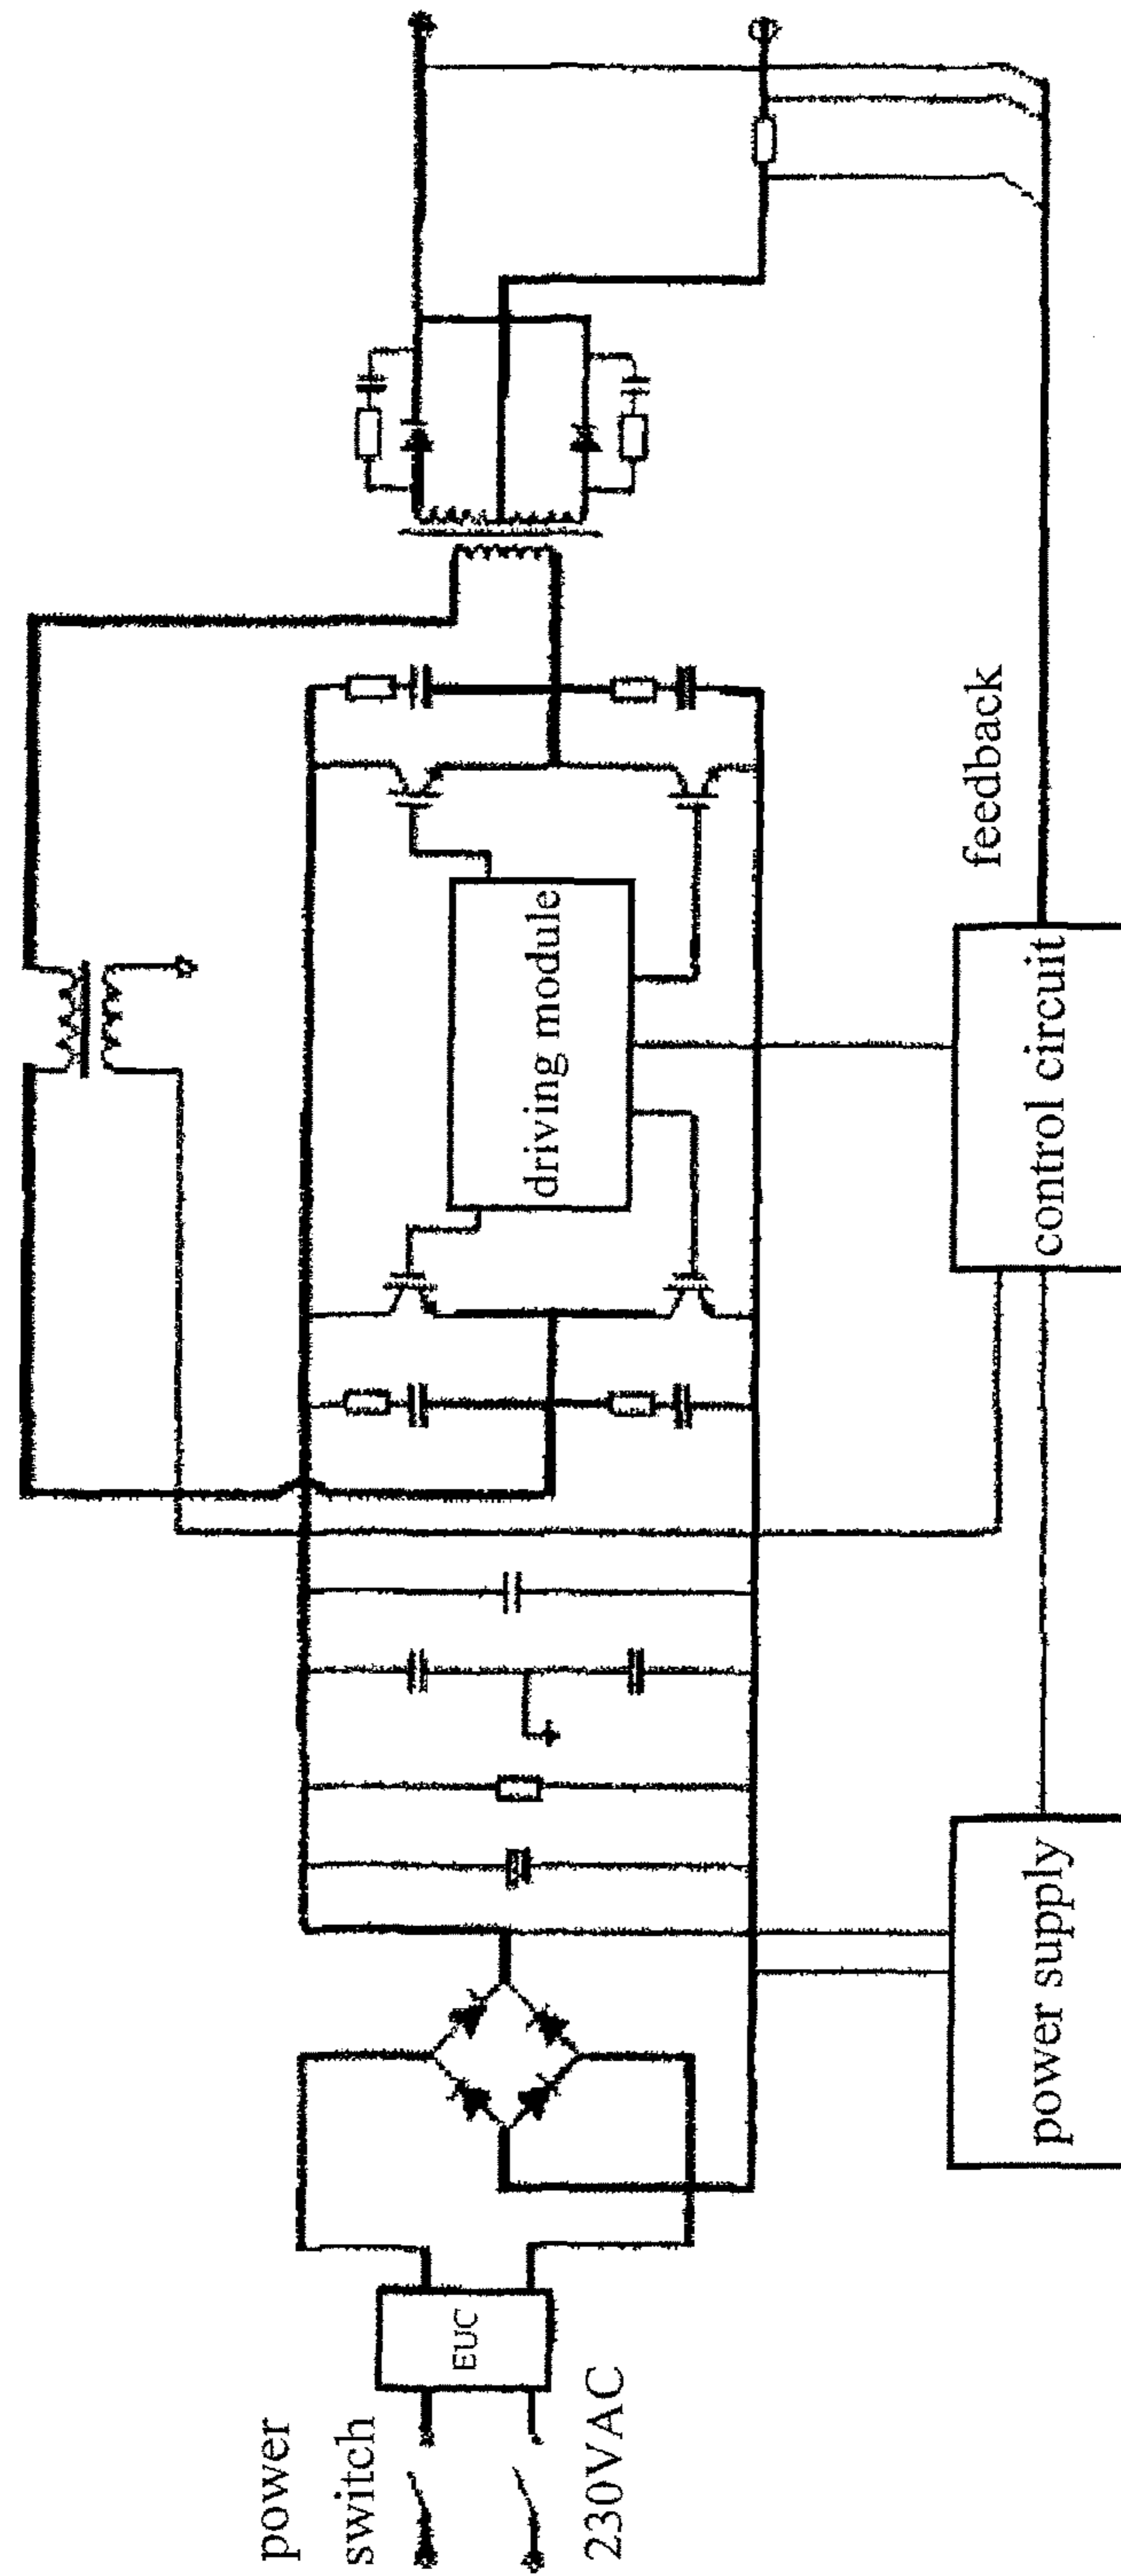 power
switch
230VAC
EUC
power supply
driving module
control circuit
feedback